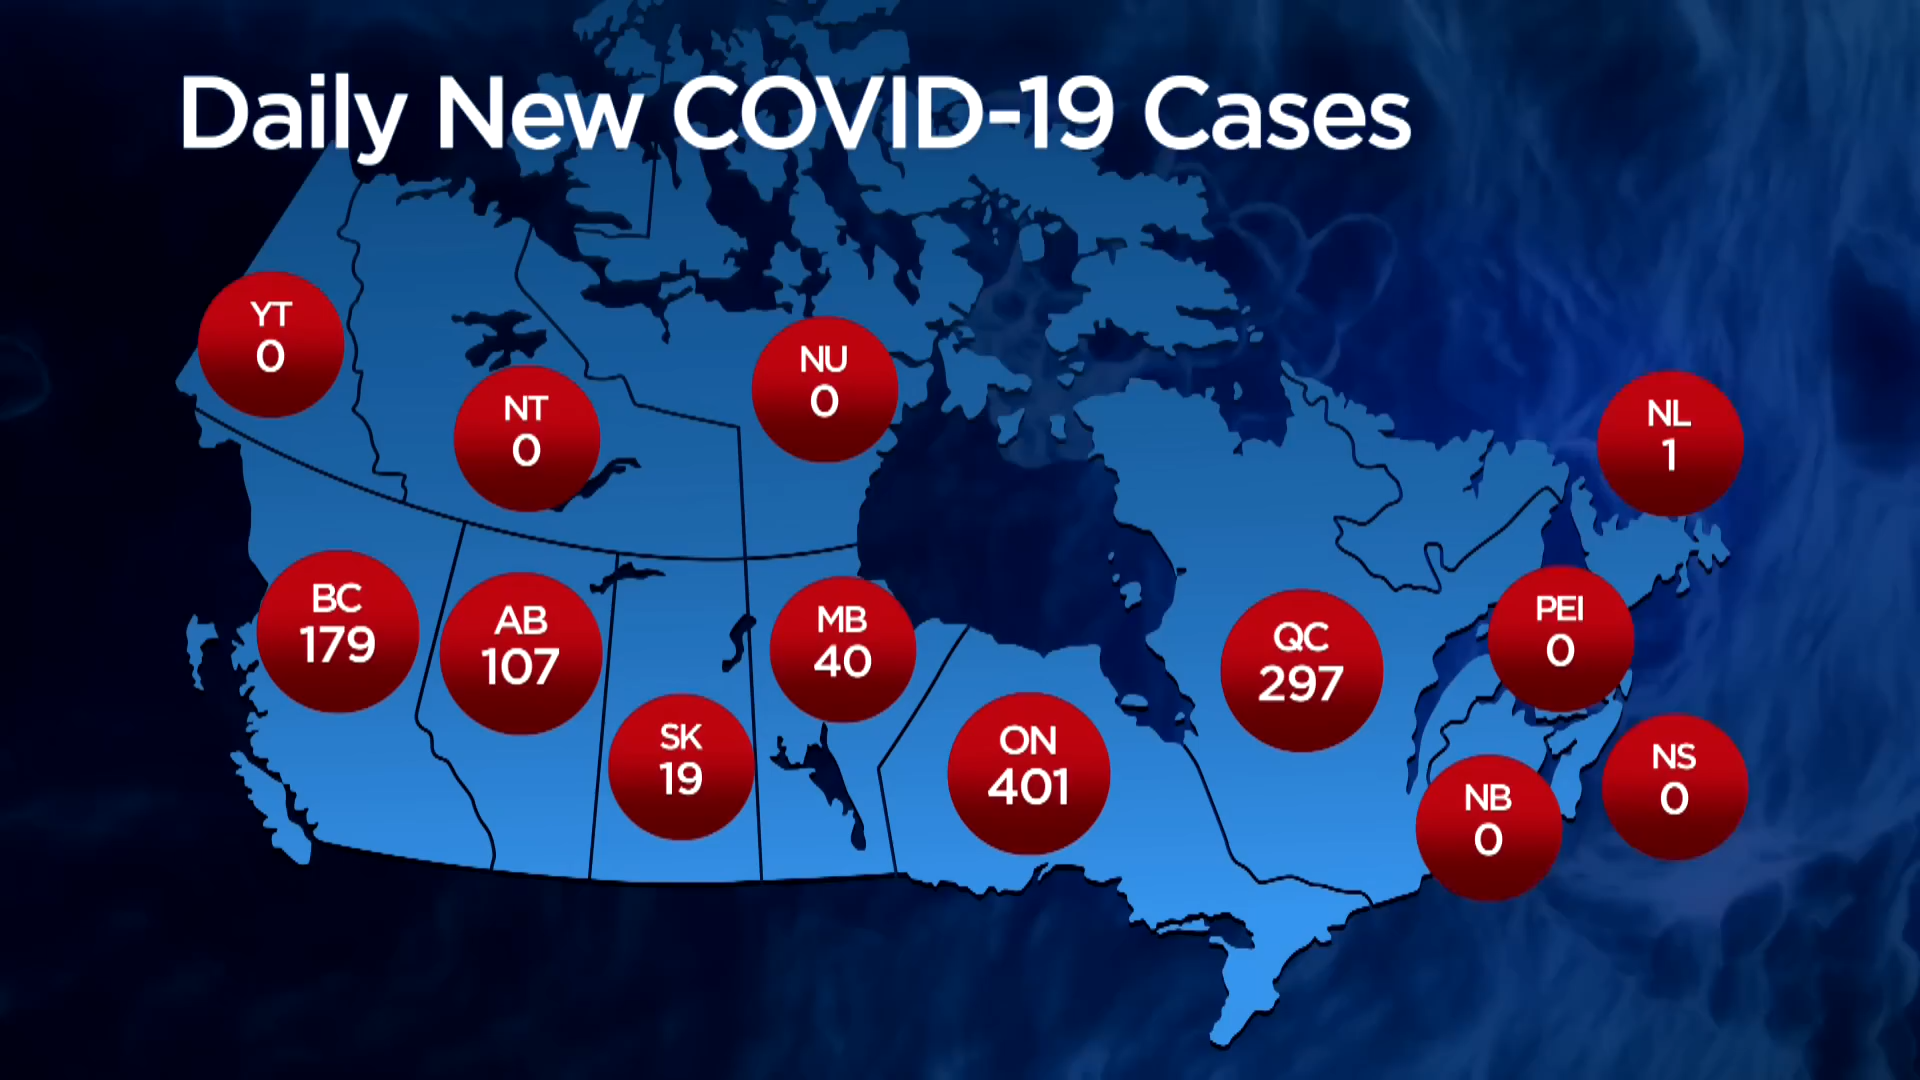 Daily New COVID-19 Cases
YT
0
NT
0
NU
0
NL
1
BC
179
AB
107
SK
19
MB
40
ON
401
QC
297
PEI
0
NB
0
NS
0